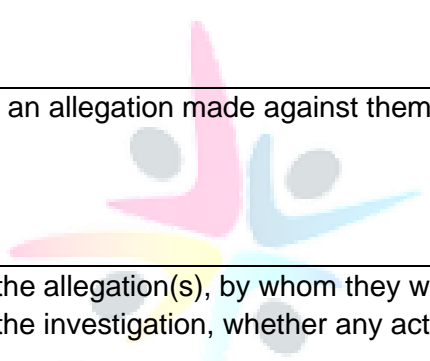 an allegation made against them
the allegation(s), by whom they w
the investigation, whether any act